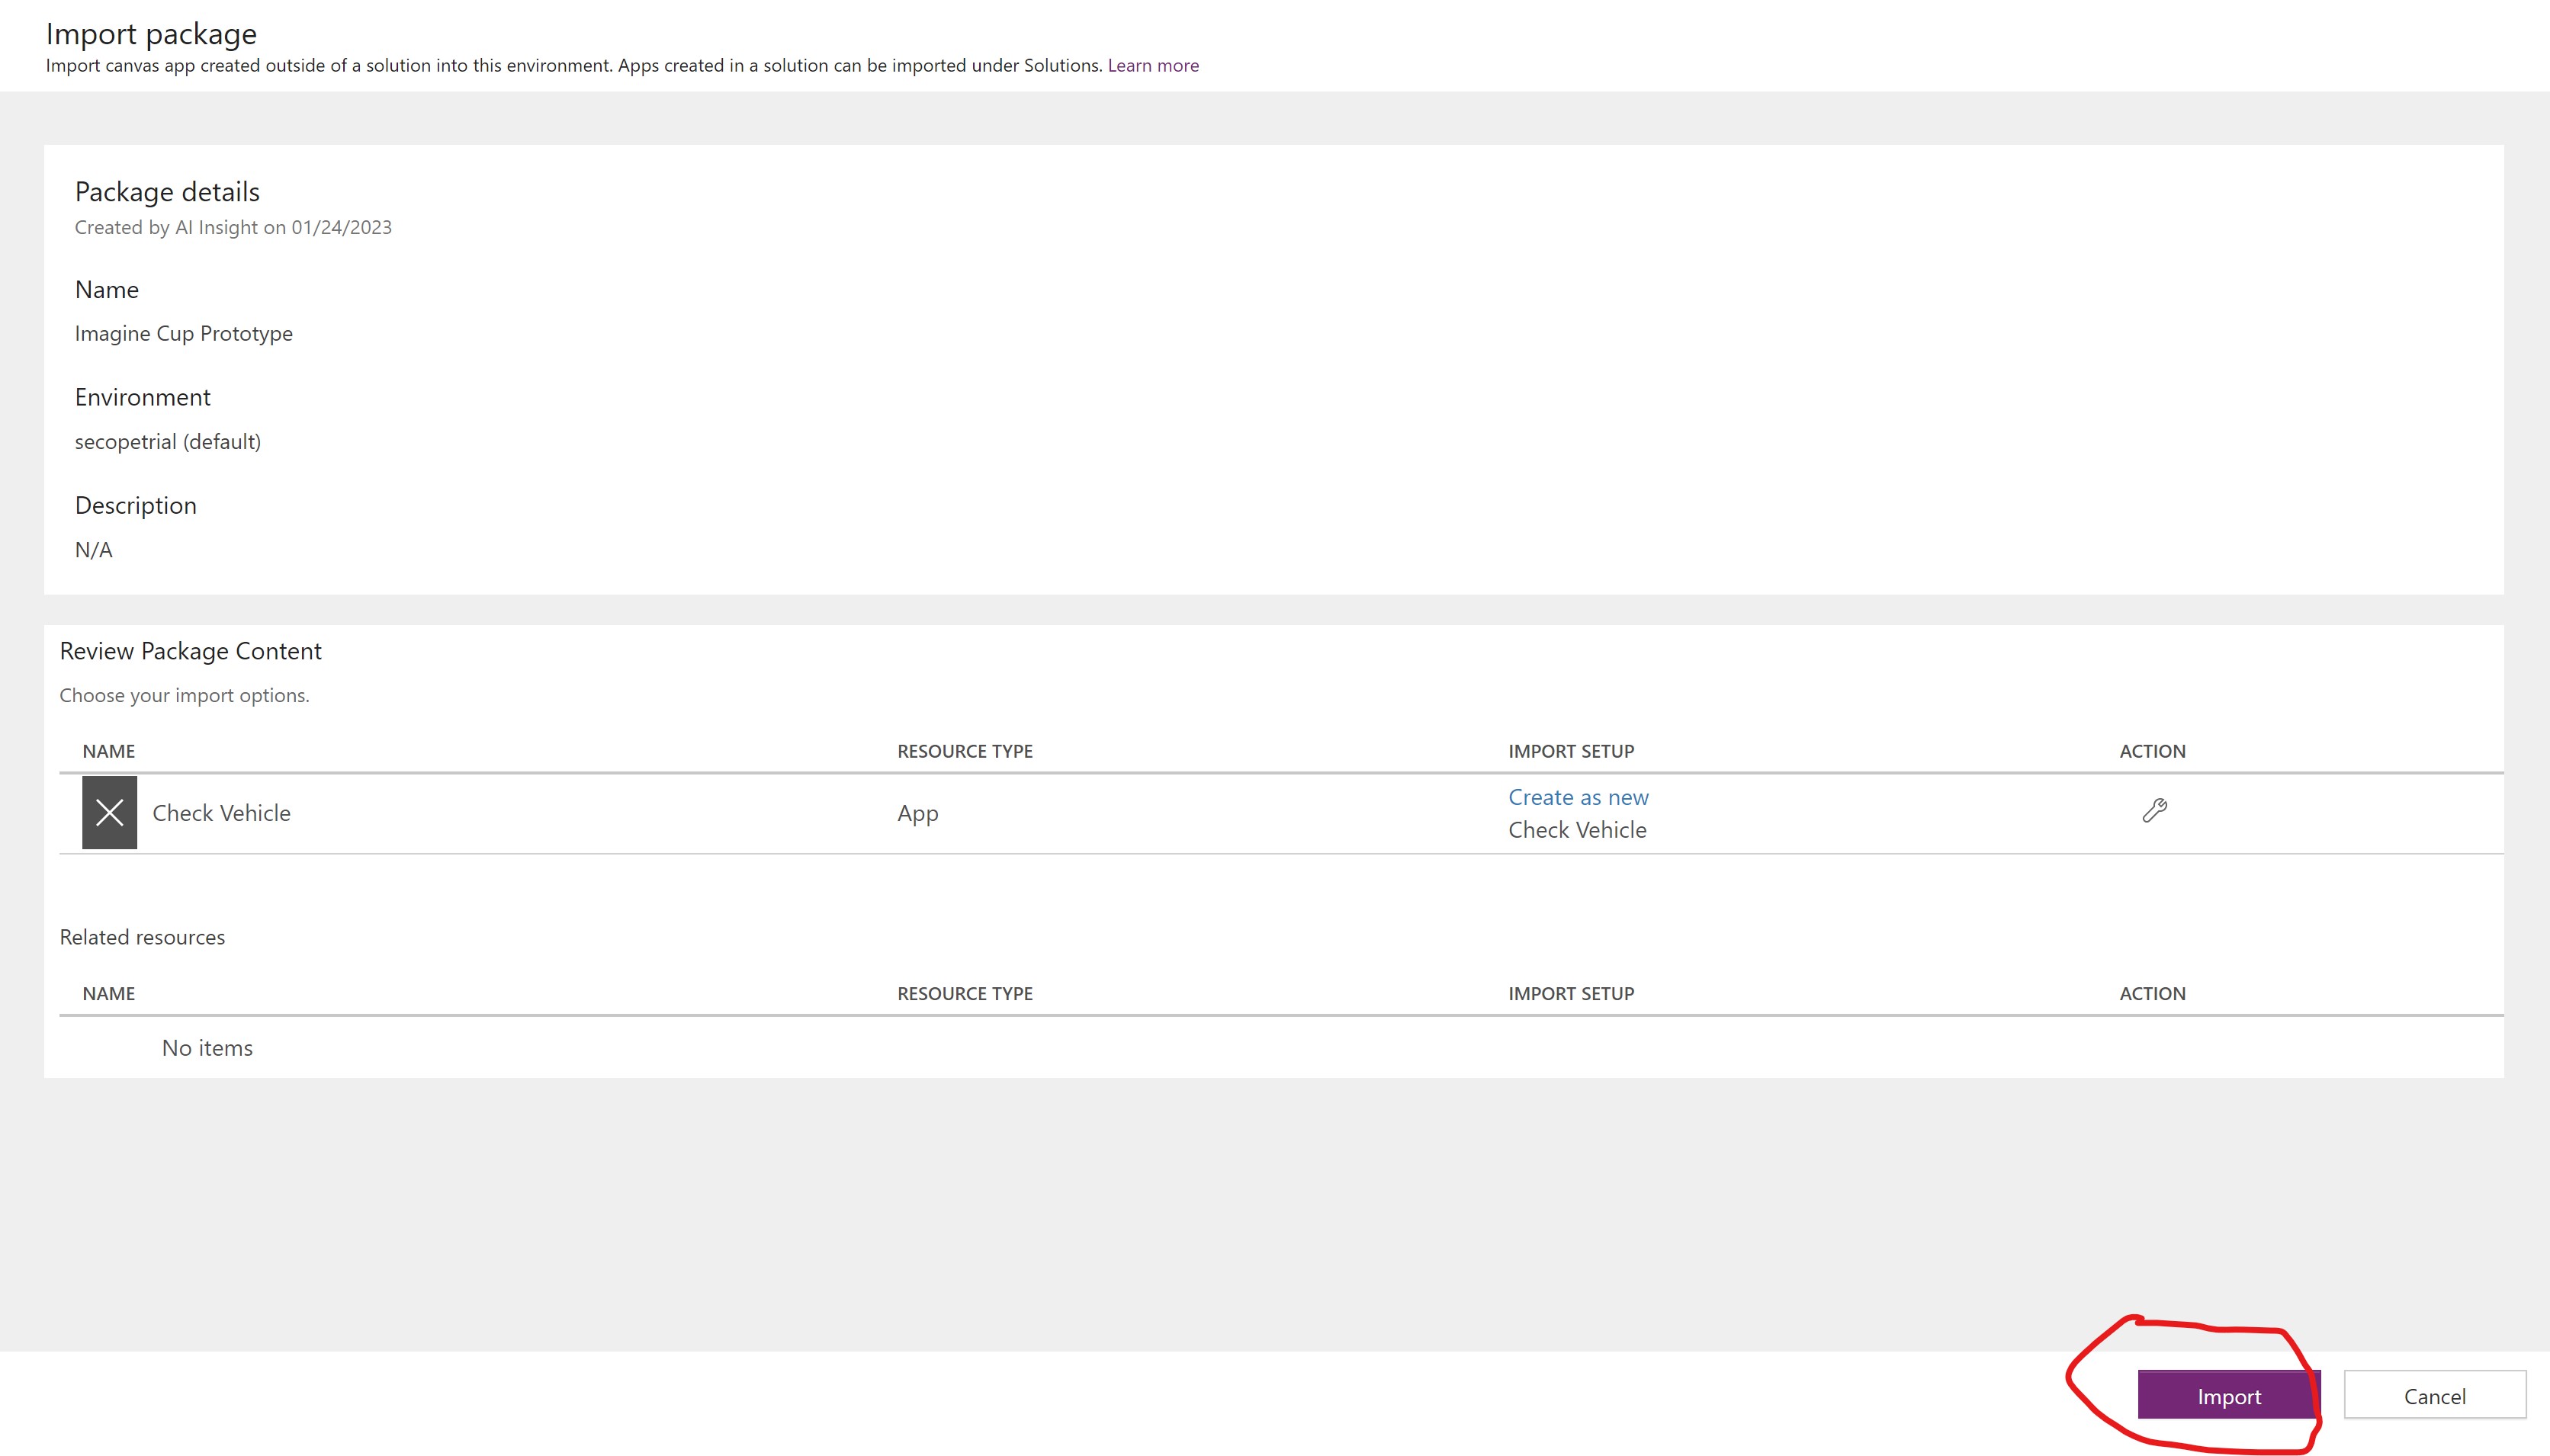 Import package
Import canvas app created outside of a solution into this environment. Apps created in a solution can be imported under Solutions. Learn more
Package details
Created by AI Insight on 01/24/2023
Name
Imagine Cup Prototype
Environment
secopetrial (default)
Description
N/A
Review Package Content
Choose your import options.
NAME RESOURCE TYPE IMPORT SETUP ACTION
Check Vehicle App Create as new
Check Vehicle
Related resources
NAME RESOURCE TYPE IMPORT SETUP ACTION
No items
Import Cancel